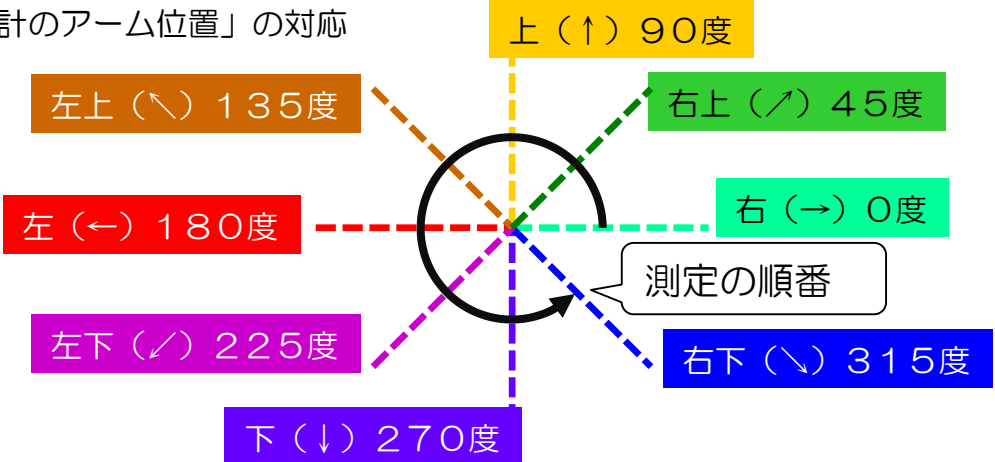 計のアーム位置」の対応
上（↑）９０度
左上（↖）１３５度
右上（↗）４５度
左（←）１８０度
右（→）０度
測定の順番
左下（↙）２２５度
右下（↘）３１５度
下（↓）２７０度